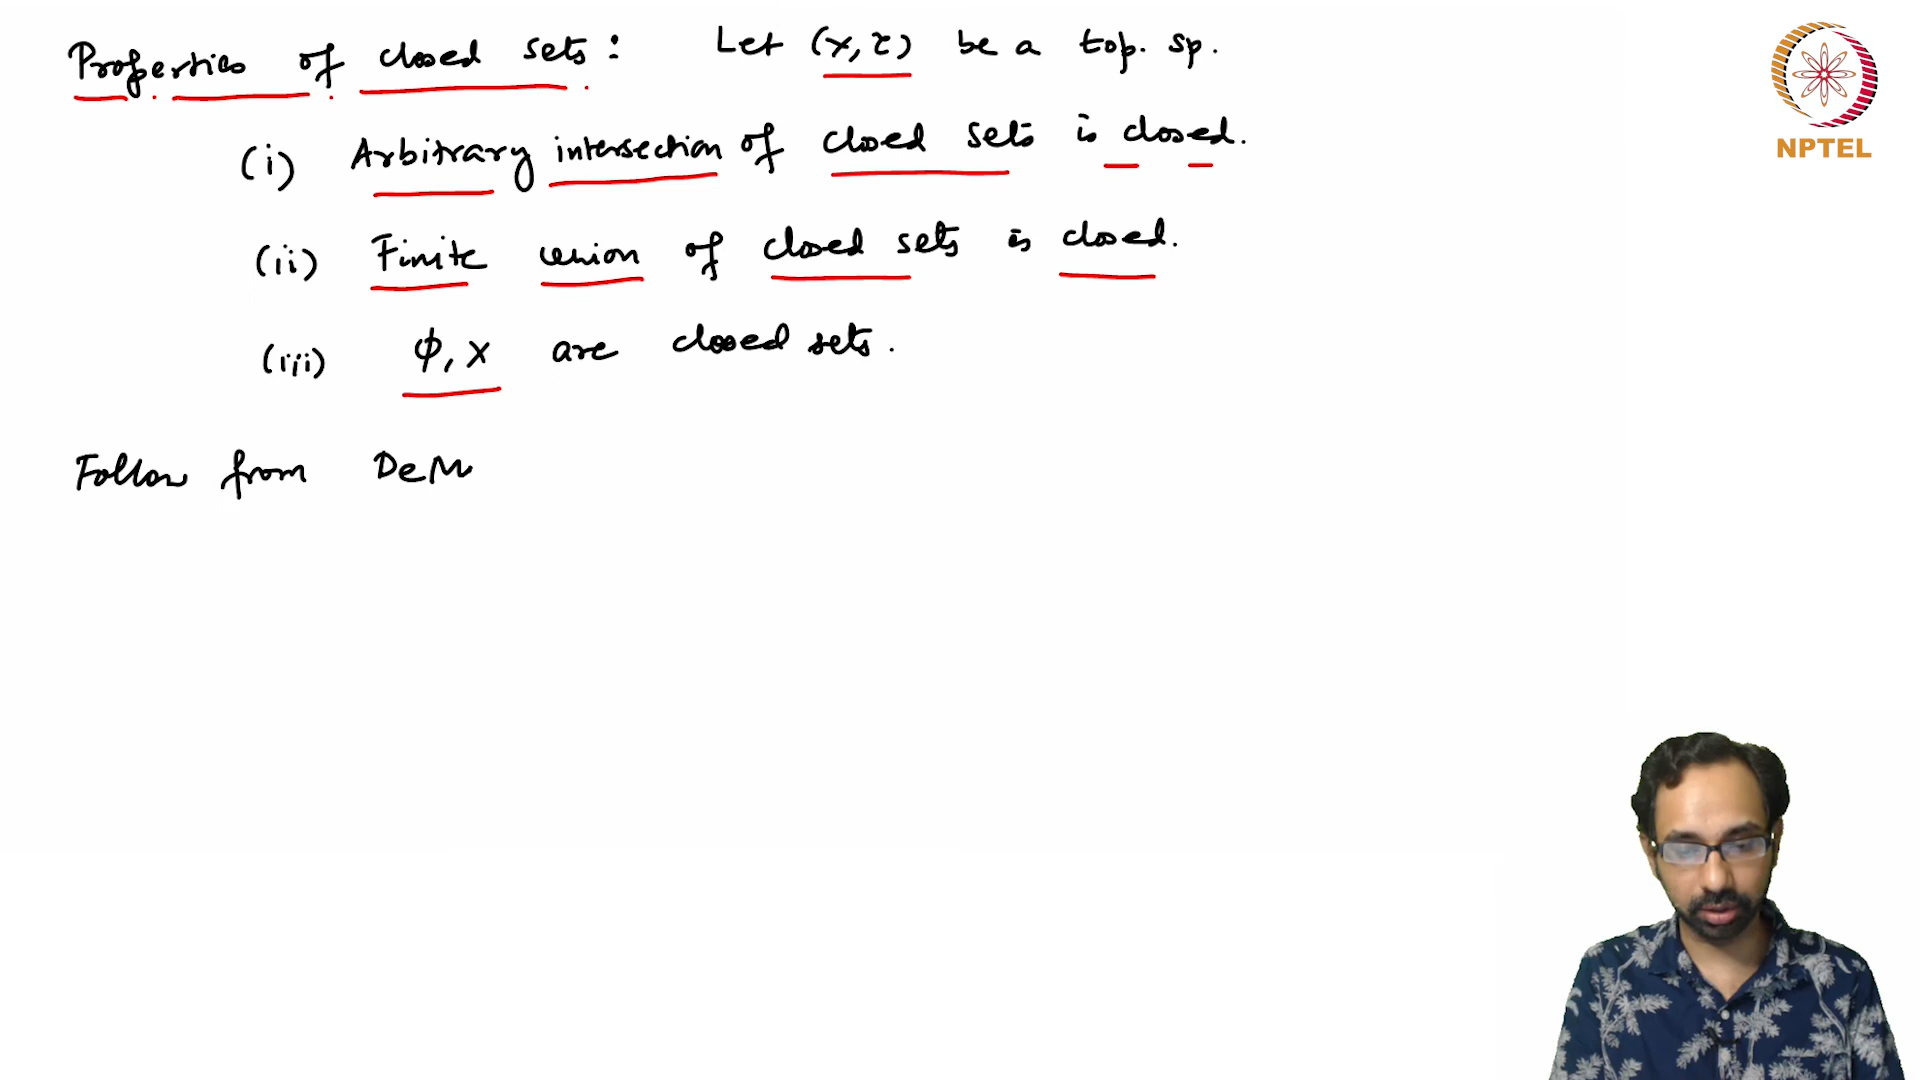 Properties of closed sets : Let (X, τ) be a top. sp.
(i) Arbitrary intersection of closed sets is closed.
(ii) Finite union of closed sets is closed.
(iii) φ, X are closed sets.
Follow from DeM
NPTEL